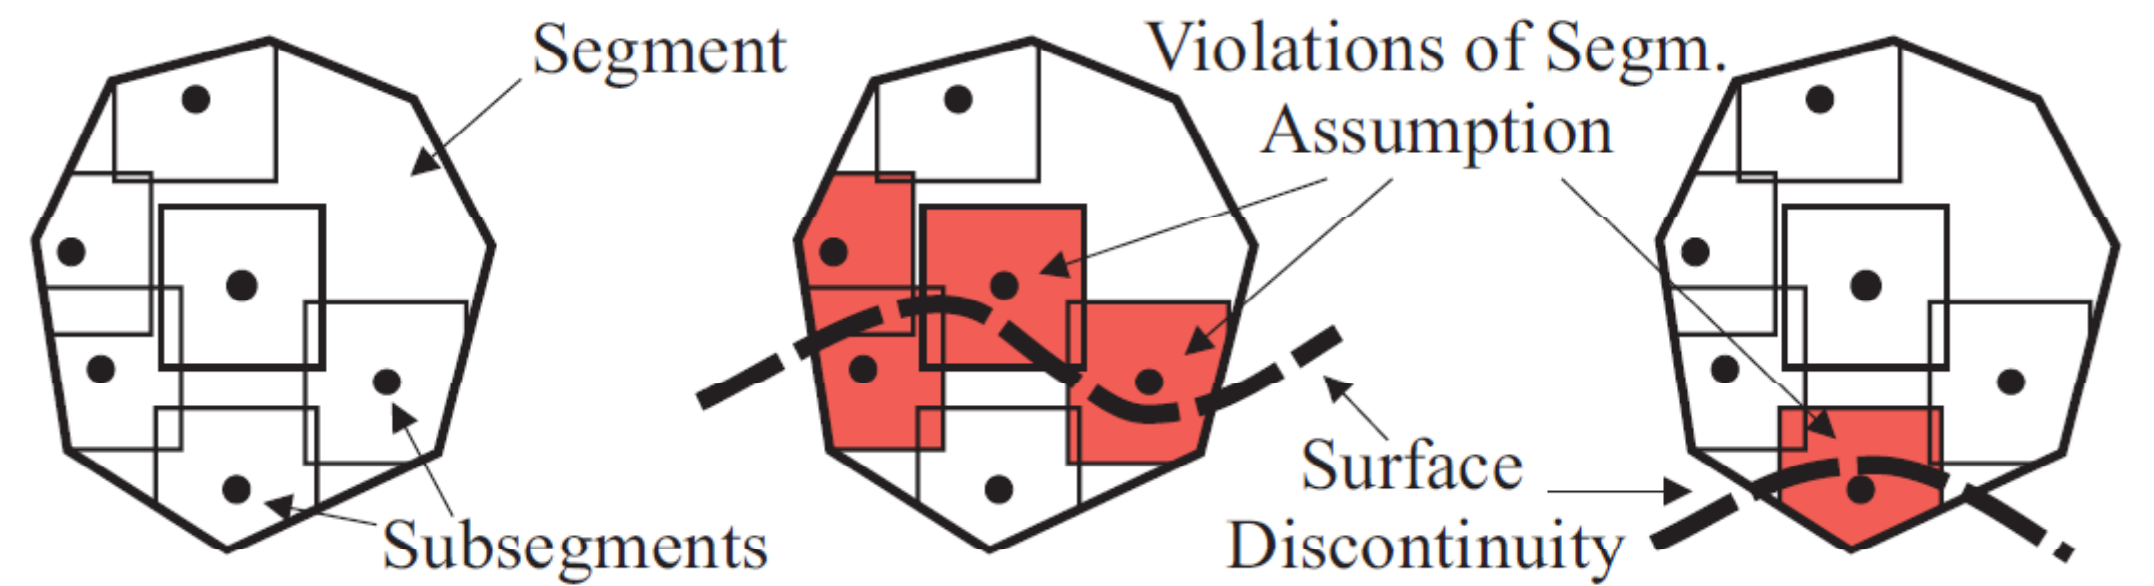 Segment
Violations of Segm.
Assumption
Surface
Discontinuity
Subsegments